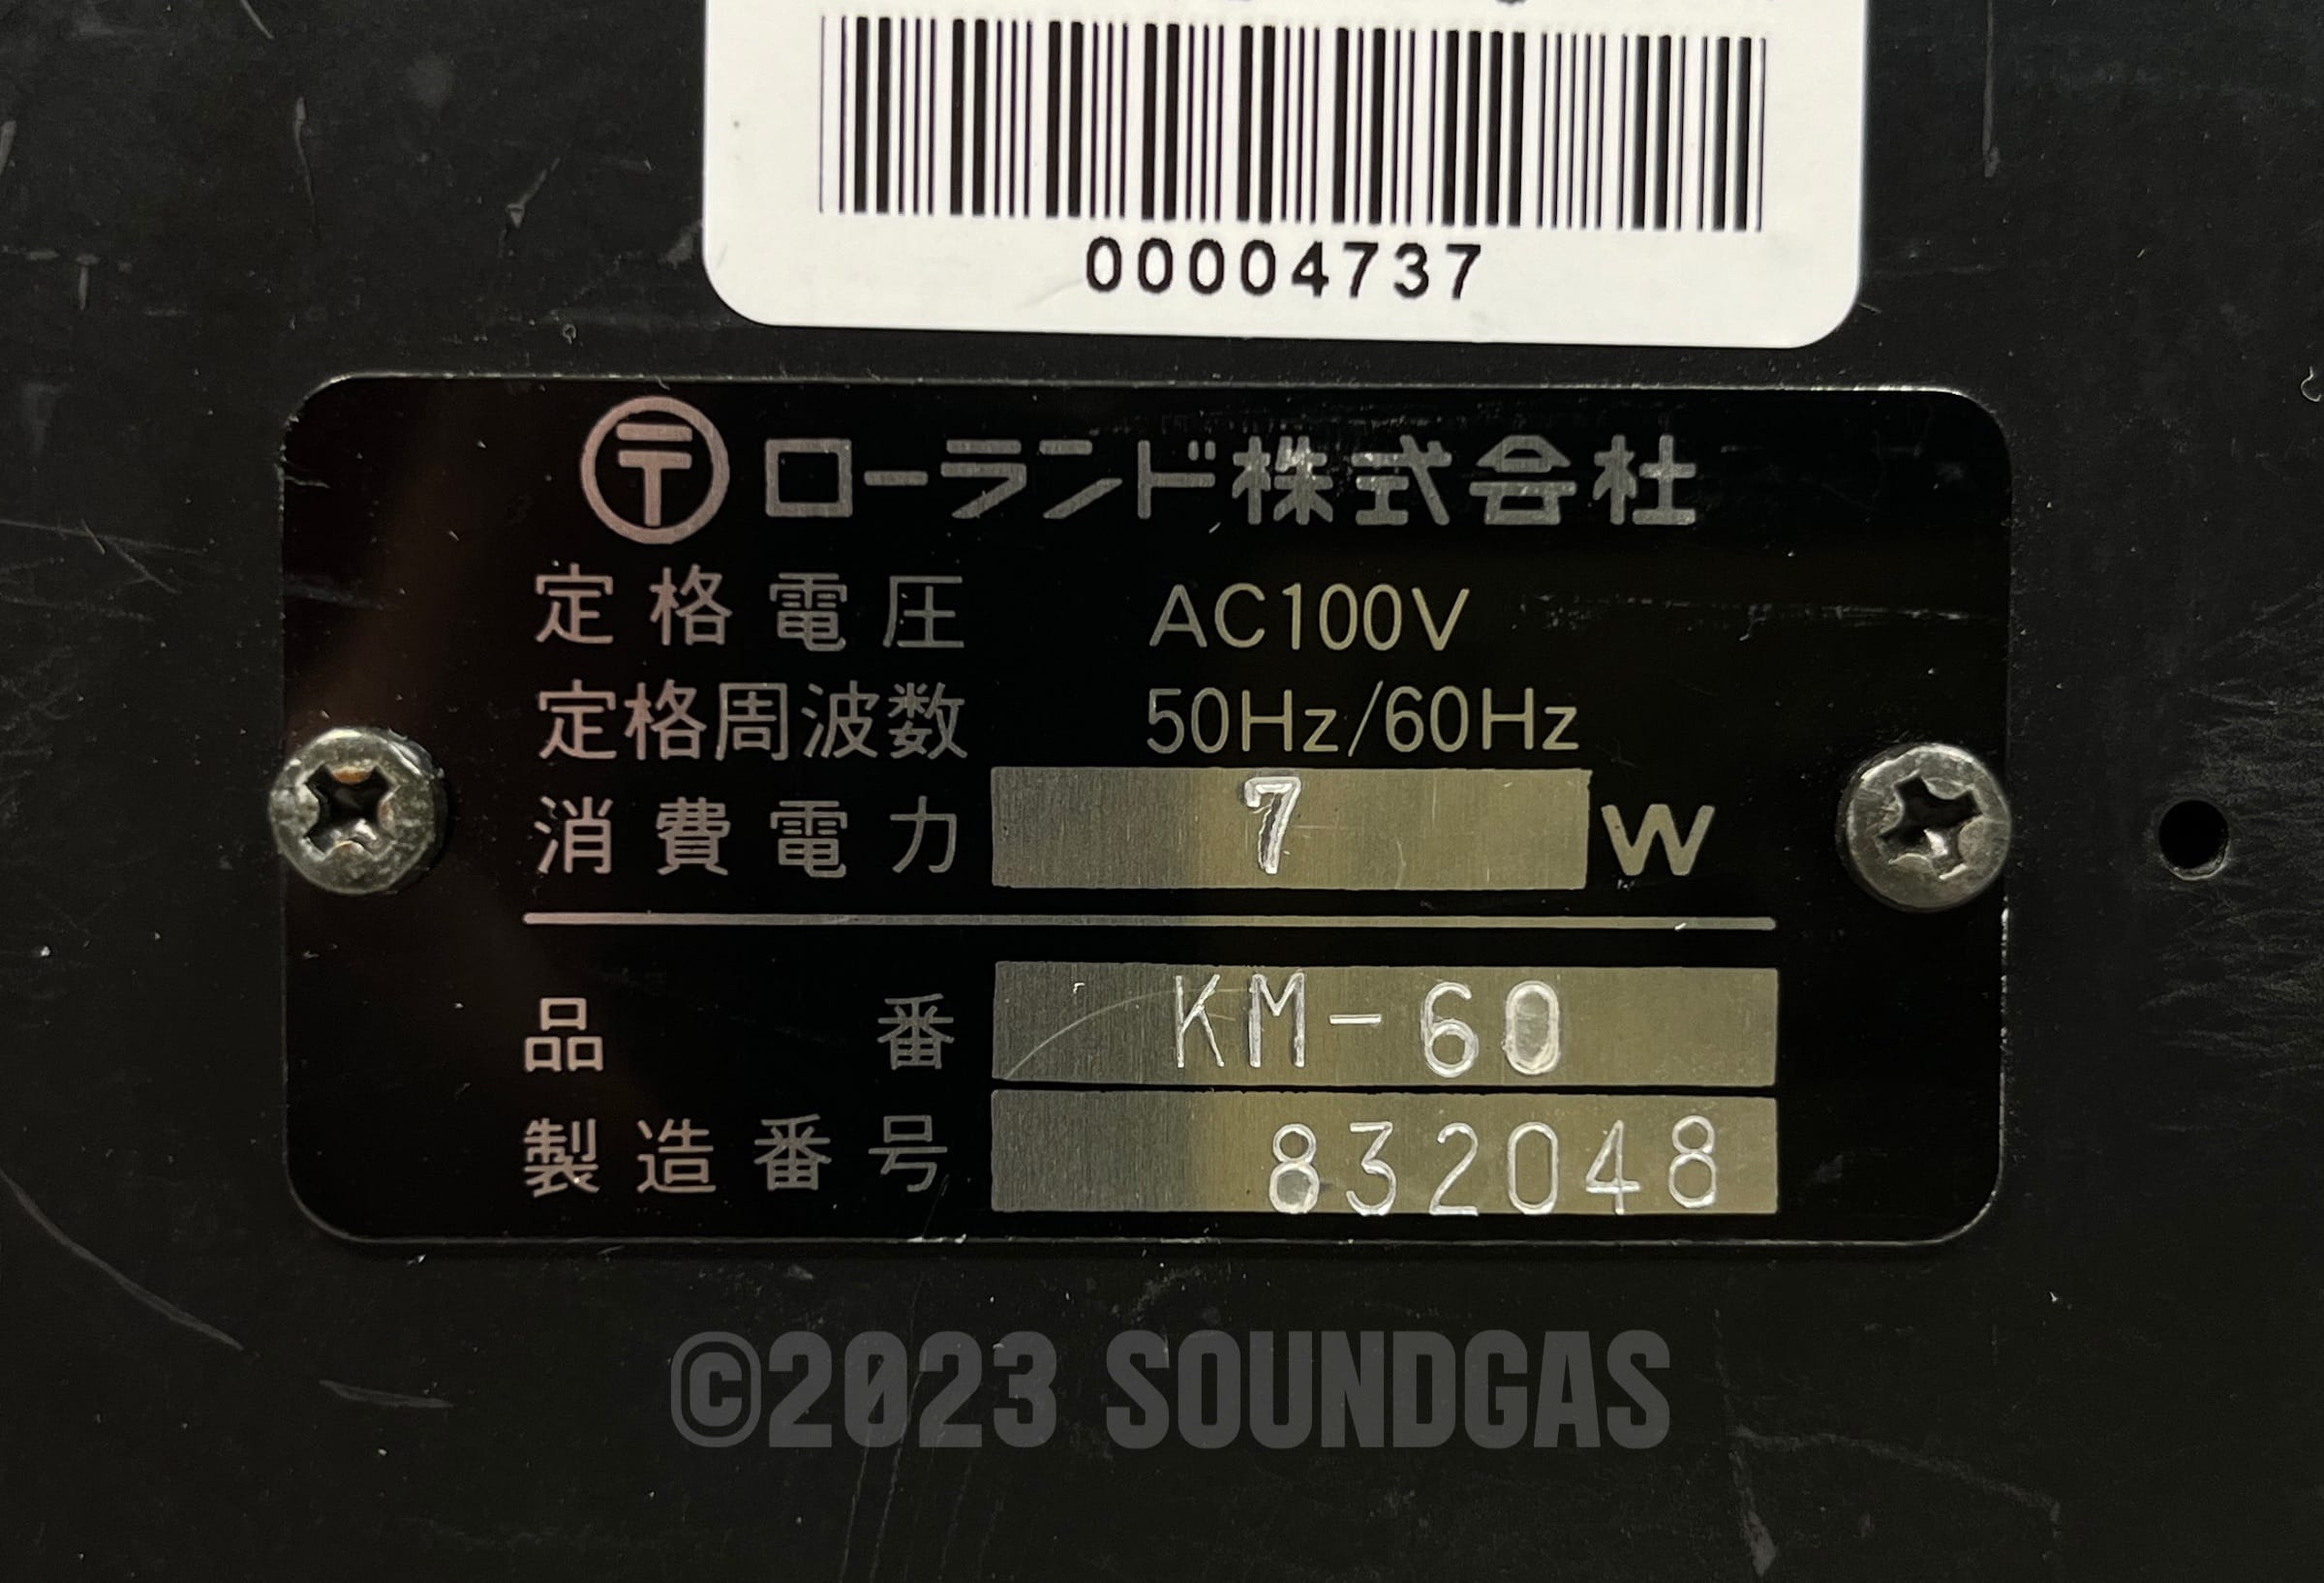 00004737
〒ローランド株式会社
定格電圧 AC100V
定格周波数 50Hz/60Hz
消費電力 7 W
品番 KM-60
製造番号 832048
©2023 SOUNDGAS